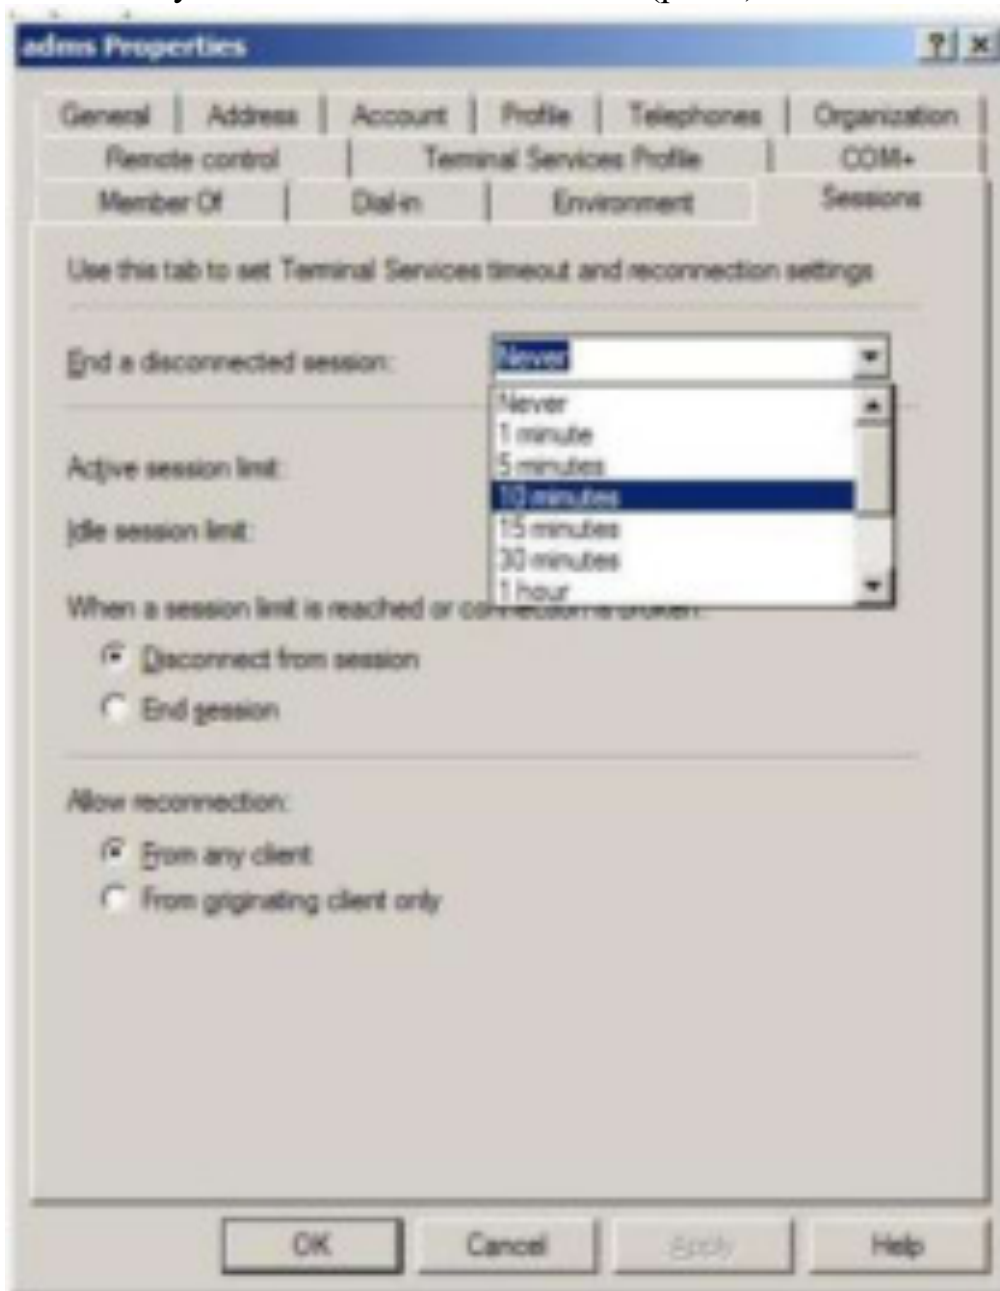 adms Properties
General Address Account Profile Telephones Organization
Remote control Terminal Services Profile COM+
Member Of Dial-in Environment Sessions
Use this tab to set Terminal Services timeout and reconnection settings
End a disconnected session: Never
Never
1 minute
Active session limit: 5 minutes
10 minutes
Idle session limit: 15 minutes
30 minutes
1 hour
When a session limit is reached or connection is broken:
Disconnect from session
End session
Allow reconnection:
From any client
From originating client only
OK Cancel Apply Help